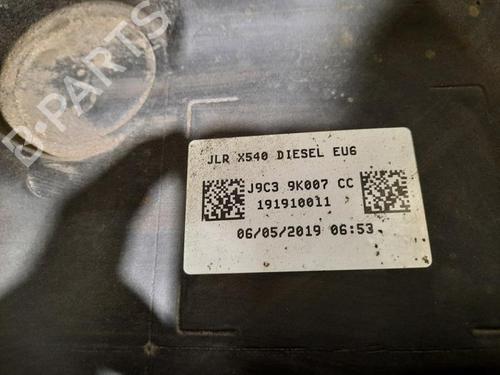 B-PARTS
JLR X540 DIESEL EU6
J9C3 9K007 CC
191910011
06/05/2019 06:53